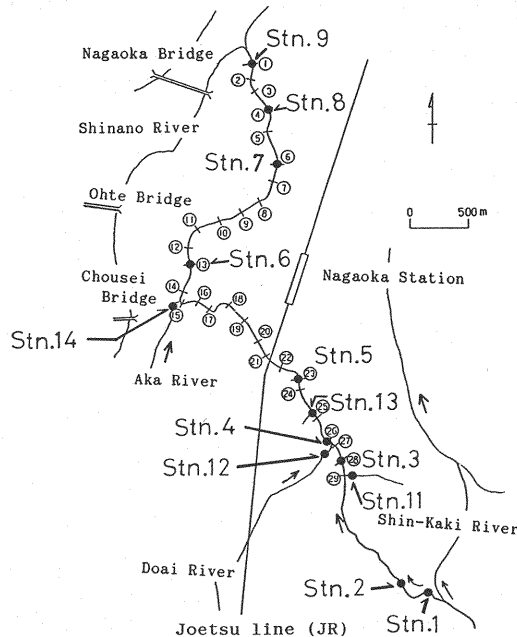 Stn.9
Nagaoka Bridge
① 
②
③
Stn.8
④
Shinano River
⑤
Stn.7
⑥
⑦
Ohte Bridge
⑧
⑨
⑩
⑪
0 500m
⑫
Stn.6
⑬
Nagaoka Station
Chousei
Bridge
⑭
⑯
⑱
⑮
⑰
⑲
Stn.14
⑳
㉑
㉒
Stn.5
㉓
Aka River
㉔
Stn.13
㉕
Stn.4
㉖
㉗
Stn.12
Stn.3
㉘
㉙
Stn.11
Shin-Kaki River
Doai River
Stn.2
Stn.1
Joetsu line (JR)